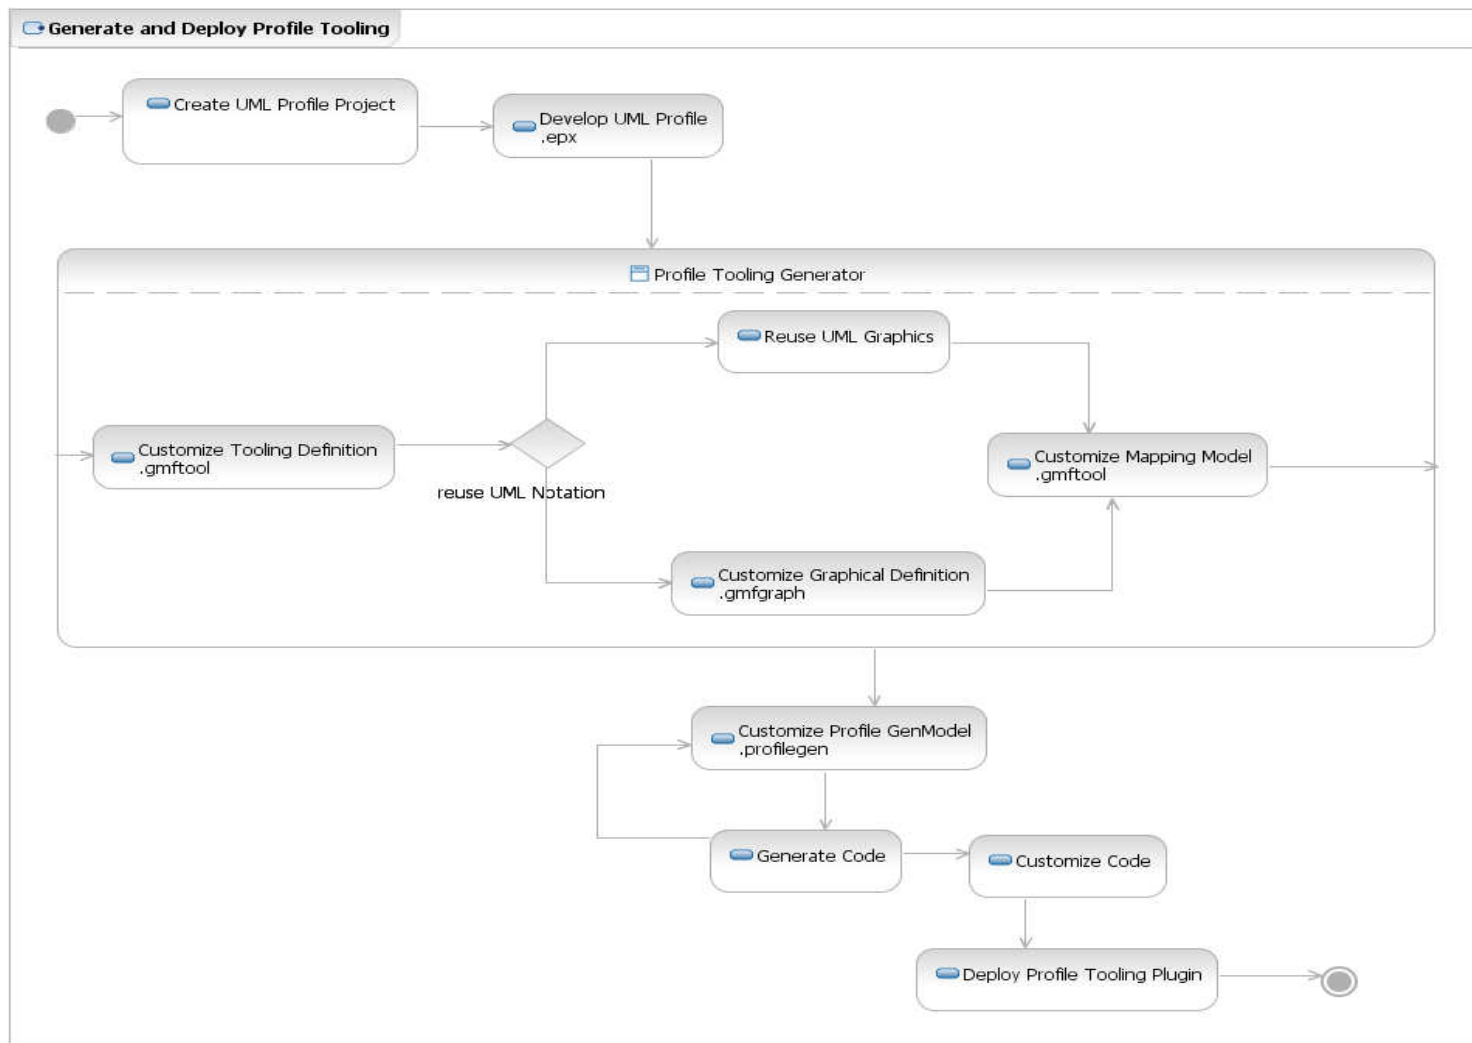 Generate and Deploy Profile Tooling
Create UML Profile Project
Develop UML Profile
.epx
Profile Tooling Generator
Reuse UML Graphics
Customize Tooling Definition
.gmftool
reuse UML Notation
Customize Mapping Model
.gmftool
Customize Graphical Definition
.gmfgraph
Customize Profile GenModel
.profilegen
Generate Code
Customize Code
Deploy Profile Tooling Plugin